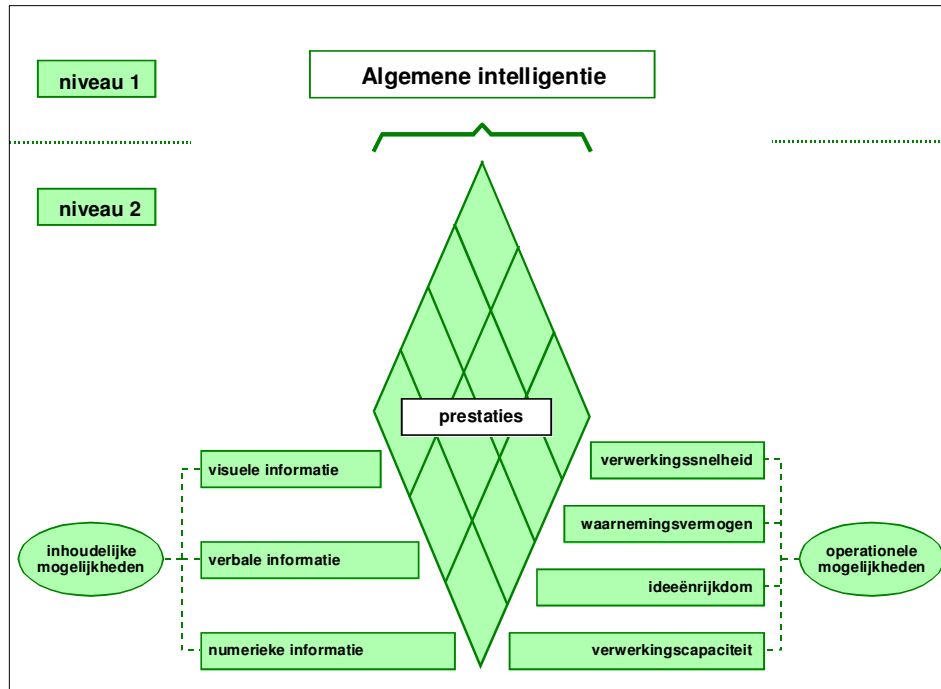 niveau 1
Algemene intelligentie
niveau 2
prestaties
visuele informatie
verbale informatie
numerieke informatie
inhoudelijke
mogelijkheden
verwerkingssnelheid
waarnemingsvermogen
ideeënrijkdom
verwerkingscapaciteit
operationele
mogelijkheden